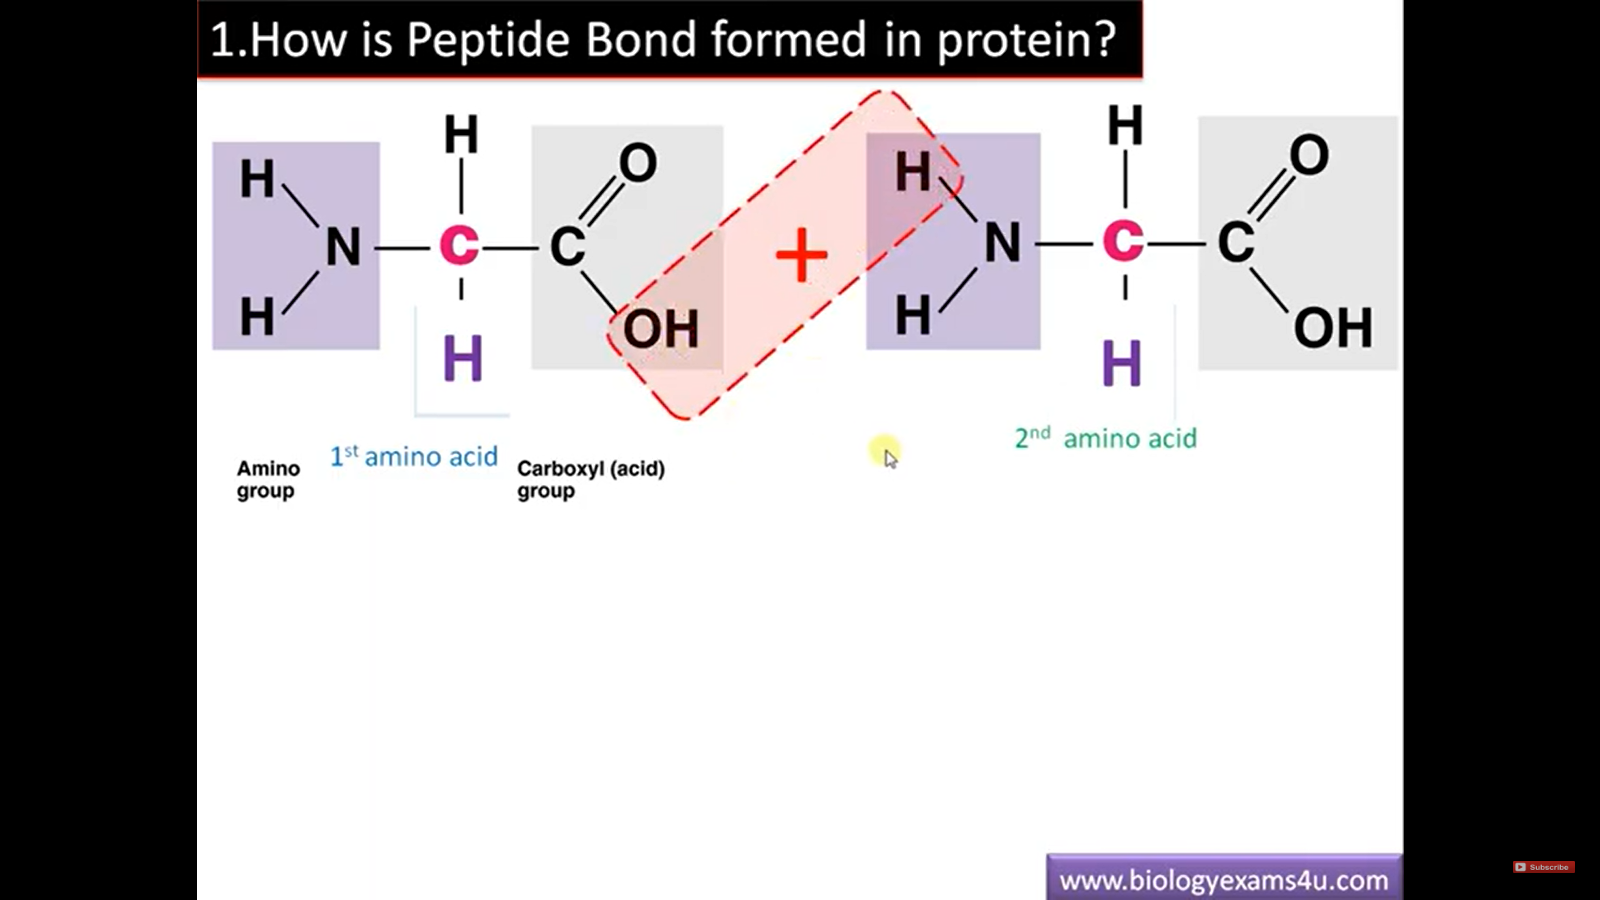 1.How is Peptide Bond formed in protein?
H H O H H O
H N C C + H N C C
H H OH H H OH
1st amino acid
2nd amino acid
Amino group
Carboxyl (acid) group
www.biologyexams4u.com
Subscribe